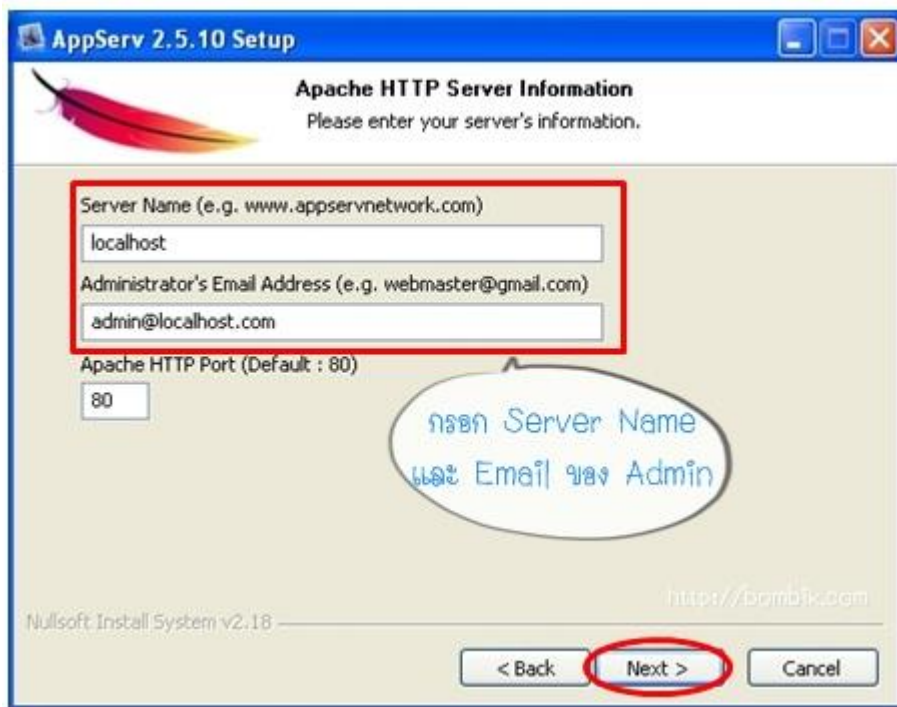 AppServ 2.5.10 Setup
Apache HTTP Server Information
Please enter your server's information.
Server Name (e.g. www.appservnetwork.com)
localhost
Administrator's Email Address (e.g. webmaster@gmail.com)
admin@localhost.com
Apache HTTP Port (Default : 80)
80
กรอก Server Name
และ Email ของ Admin
http://bombik.com
Nullsoft Install System v2.18
< Back
Next >
Cancel